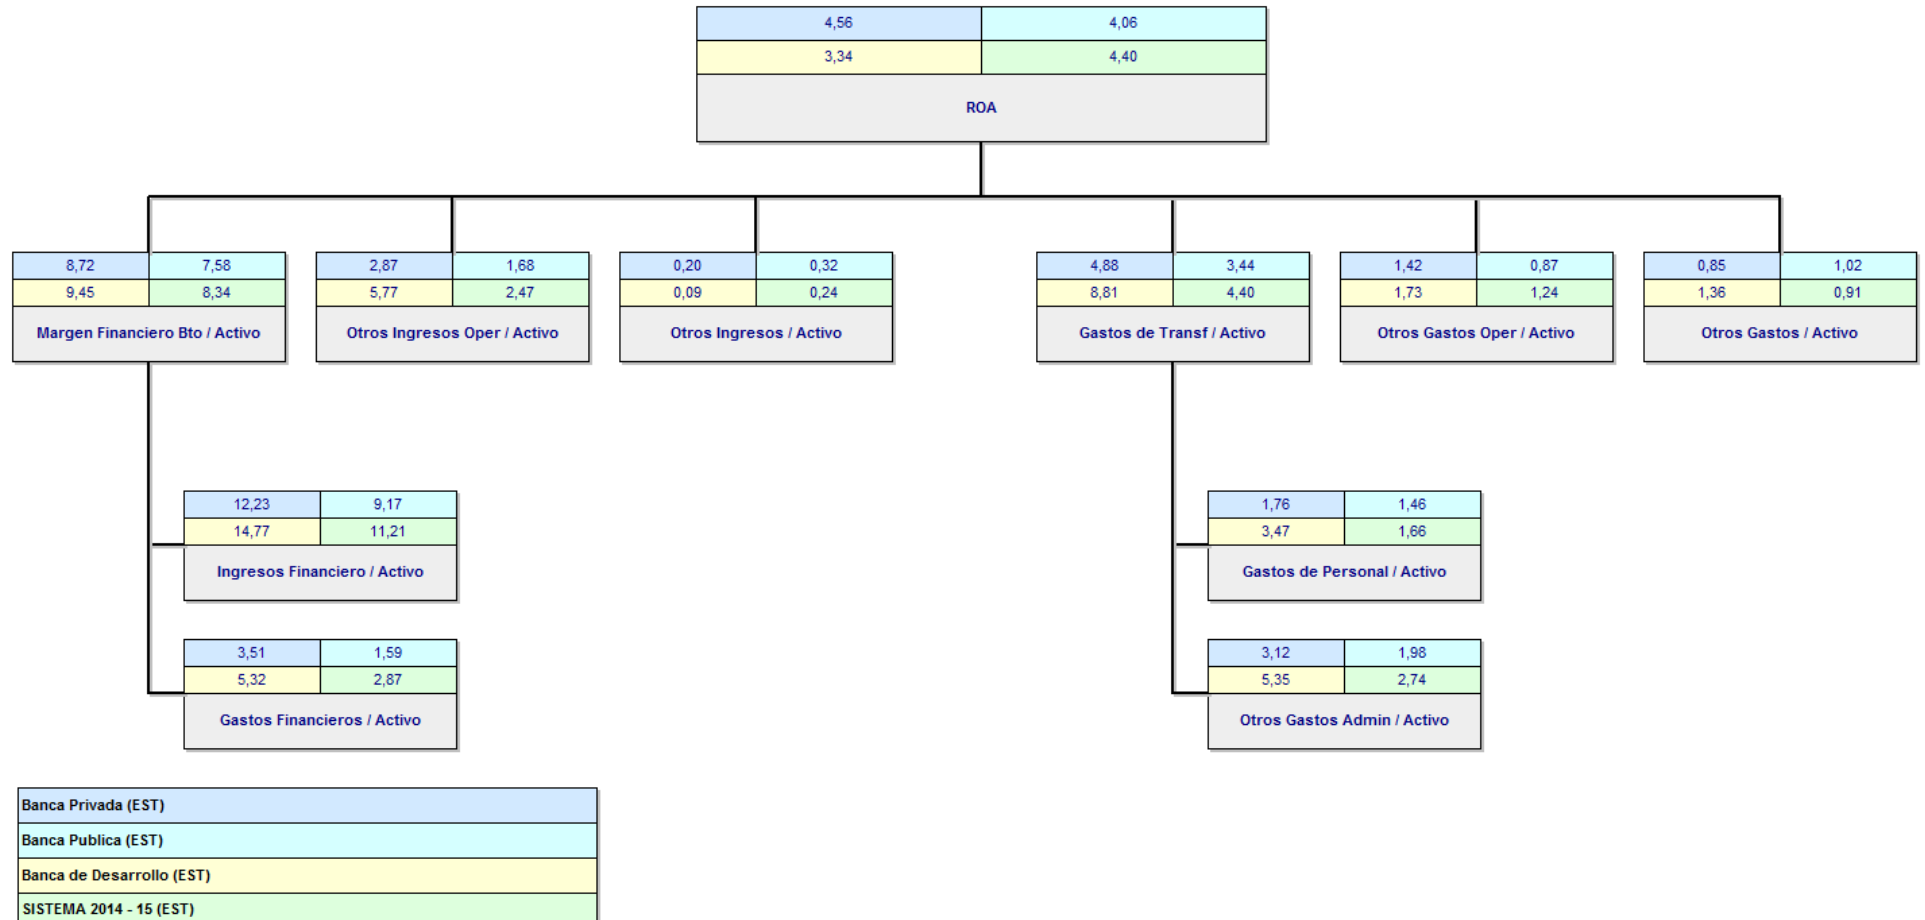 4,56 4,06
3,34 4,40
ROA
8,72 7,58 2,87 1,68 0,20 0,32 4,88 3,44 1,42 0,87 0,85 1,02
9,45 8,34 5,77 2,47 0,09 0,24 8,81 4,40 1,73 1,24 1,36 0,91
Margen Financiero Bto / Activo Otros Ingresos Oper / Activo Otros Ingresos / Activo Gastos de Transf / Activo Otros Gastos Oper / Activo Otros Gastos / Activo
12,23 9,17 1,76 1,46
14,77 11,21 3,47 1,66
Ingresos Financiero / Activo Gastos de Personal / Activo
3,51 1,59 3,12 1,98
5,32 2,87 5,35 2,74
Gastos Financieros / Activo Otros Gastos Admin / Activo
Banca Privada (EST)
Banca Publica (EST)
Banca de Desarrollo (EST)
SISTEMA 2014 - 15 (EST)